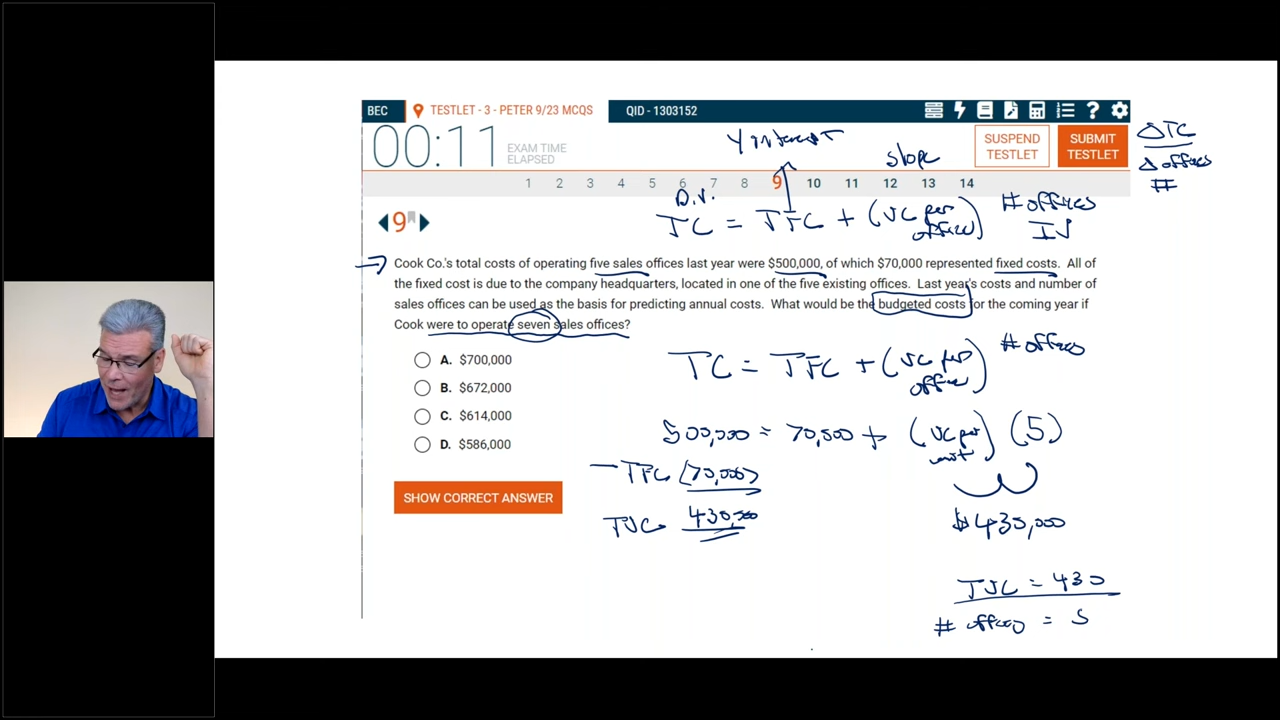 BEC TESTLET - 3 - PETER 9/23 MCQS QID - 1303152
00:11 EXAM TIME ELAPSED
SUSPEND TESTLET
SUBMIT TESTLET
Δ TC
Δ offices
#
Y intercept
slope
1 2 3 4 5 6 7 8 9 10 11 12 13 14
D.V.
9
TC = TFC + (VC per office) # offices
IV
Cook Co.'s total costs of operating five sales offices last year were $500,000, of which $70,000 represented fixed costs. All of
the fixed cost is due to the company headquarters, located in one of the five existing offices. Last year's costs and number of
sales offices can be used as the basis for predicting annual costs. What would be the budgeted costs for the coming year if
Cook were to operate seven sales offices?
A. $700,000
B. $672,000
C. $614,000
D. $586,000
SHOW CORRECT ANSWER
TC = TFC + (VC per office) # offices
500,000 = 70,000 + (VC per unit) (5)
- TFC (70,000)
TVC 430,000
$430,000
TVC = 430
# offices = 5